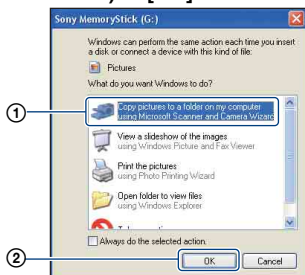 Sony MemoryStick (G:)
Windows can perform the same action each time you insert
a disk or connect a device with this kind of file:
Pictures
What do you want Windows to do?
①
Copy pictures to a folder on my computer
using Microsoft Scanner and Camera Wizard
View a slideshow of the images
using Windows Picture and Fax Viewer
Print the pictures
using Photo Printing Wizard
Open folder to view files
using Windows Explorer
Always do the selected action.
②
OK
Cancel